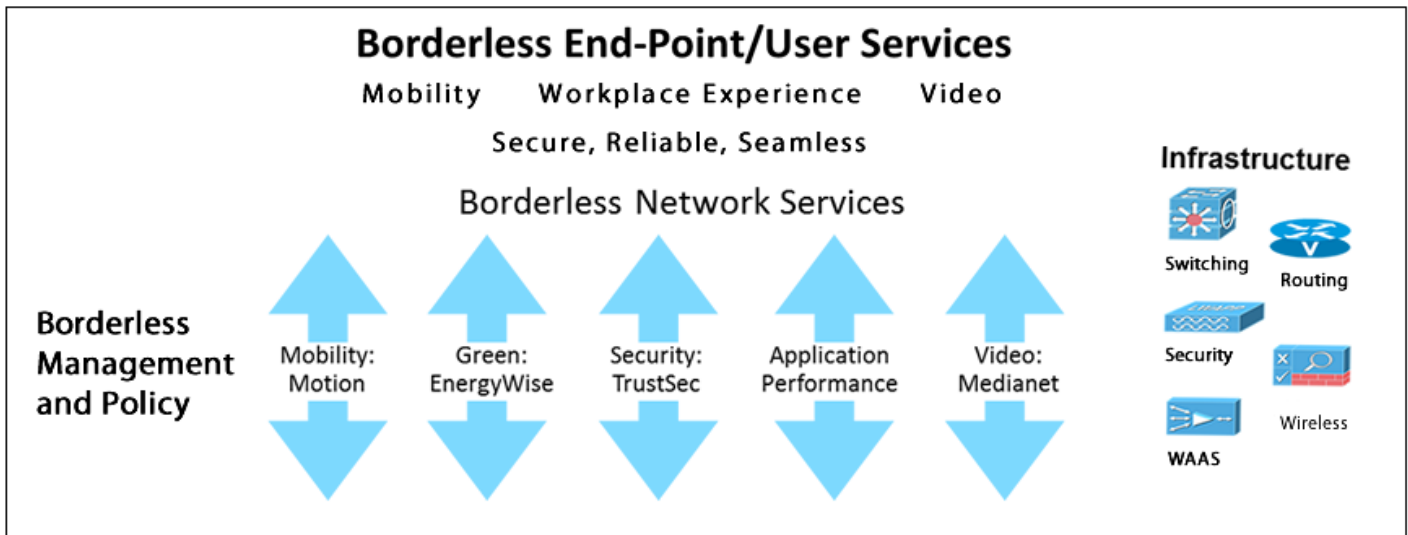 Borderless End-Point/User Services
Mobility Workplace Experience Video
Secure, Reliable, Seamless
Borderless Network Services
Borderless
Management
and Policy
Mobility:
Motion
Green:
EnergyWise
Security:
TrustSec
Application
Performance
Video:
Medianet
Infrastructure
Switching
Routing
V
Security
Wireless
WAAS